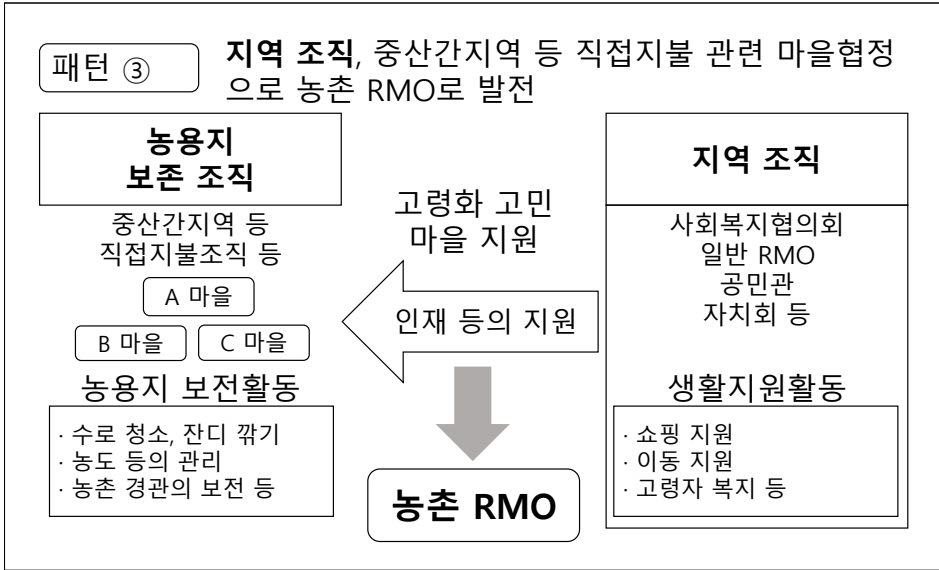 패턴 ③
지역 조직, 중산간지역 등 직접지불 관련 마을협정
으로 농촌 RMO로 발전
농용지
보존 조직
중산간지역 등
직접지불조직 등
A 마을
B 마을
C 마을
농용지 보전활동
· 수로 청소, 잔디 깎기
· 농도 등의 관리
· 농촌 경관의 보전 등
고령화 고민
마을 지원
인재 등의 지원
농촌 RMO
지역 조직
사회복지협의회
일반 RMO
공민관
자치회 등
생활지원활동
· 쇼핑 지원
· 이동 지원
· 고령자 복지 등